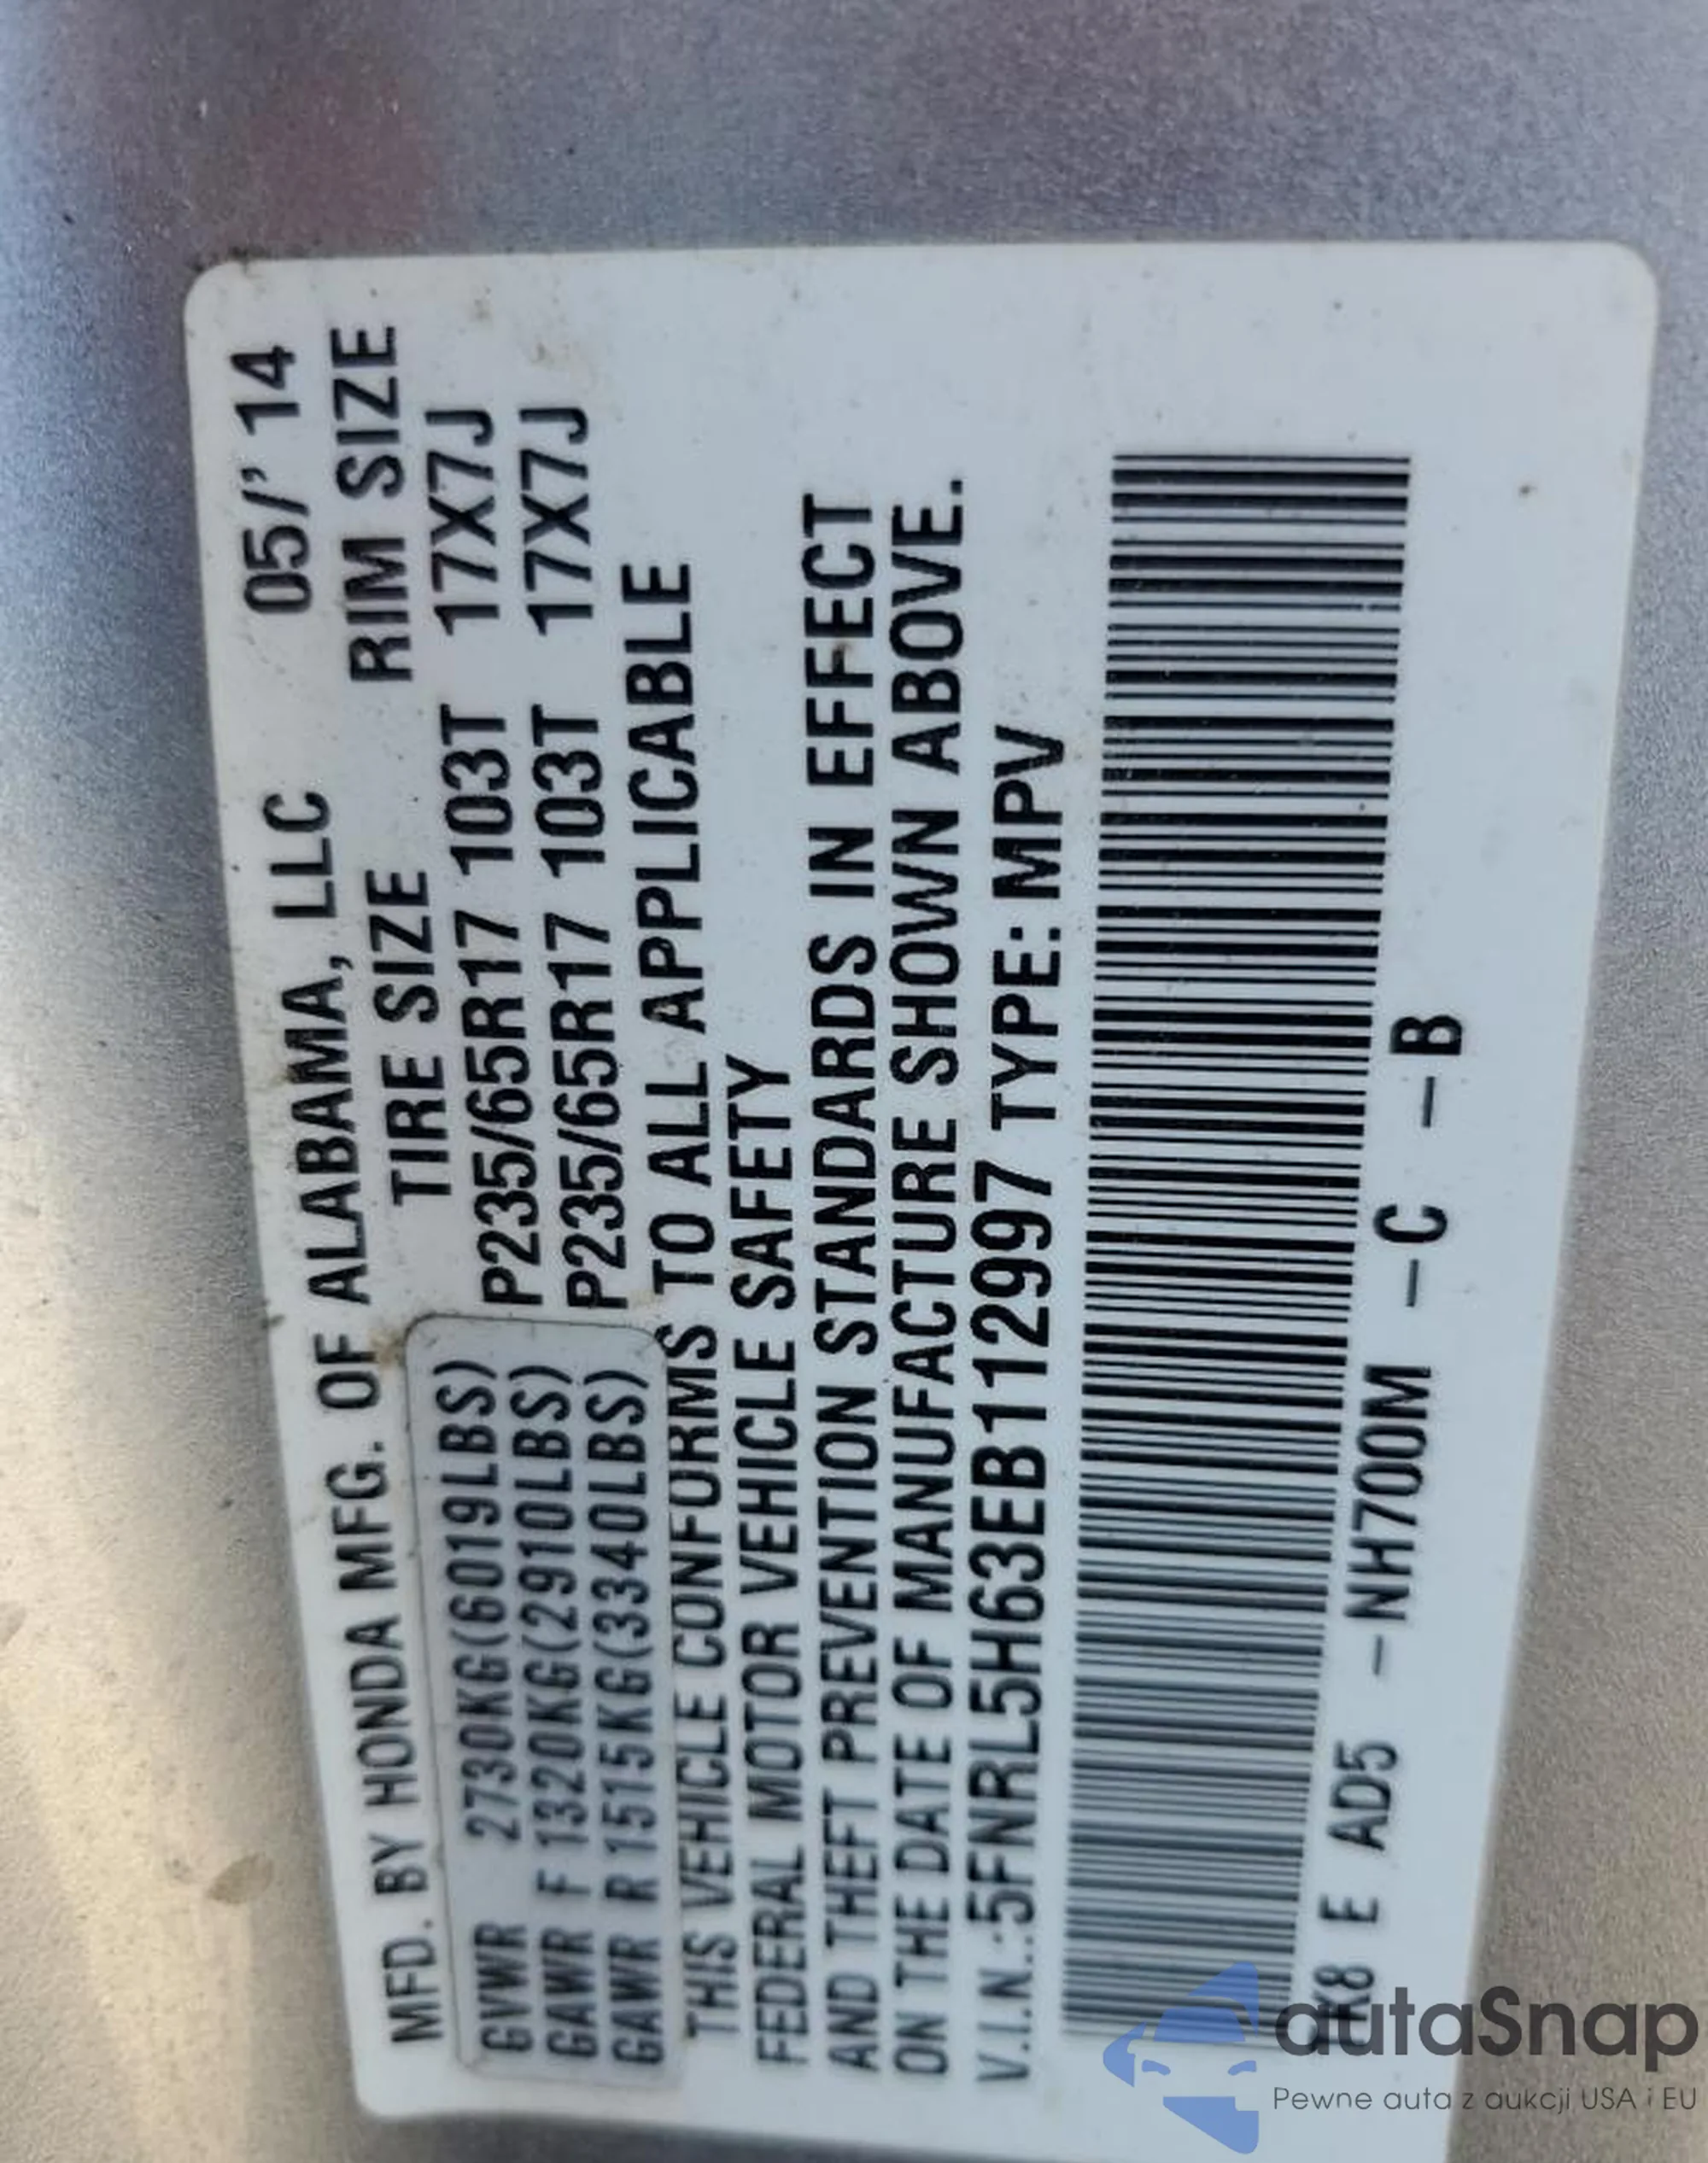 MFD. BY HONDA MFG. OF ALABAMA, LLC 05/' 14
TIRE SIZE RIM SIZE
GVWR 2730KG(6019LBS)
GAWR F 1320KG(2910LBS) P235/65R17 103T 17X7J
GAWR R 1515KG(3340LBS) P235/65R17 103T 17X7J
THIS VEHICLE CONFORMS TO ALL APPLICABLE
FEDERAL MOTOR VEHICLE SAFETY
AND THEFT PREVENTION STANDARDS IN EFFECT
ON THE DATE OF MANUFACTURE SHOWN ABOVE.
V.I.N.:5FNRL5H63EB112997 TYPE: MPV
E AD5 -NH700M -C -B
autaSnap
Pewne auta z aukcji USA i EU